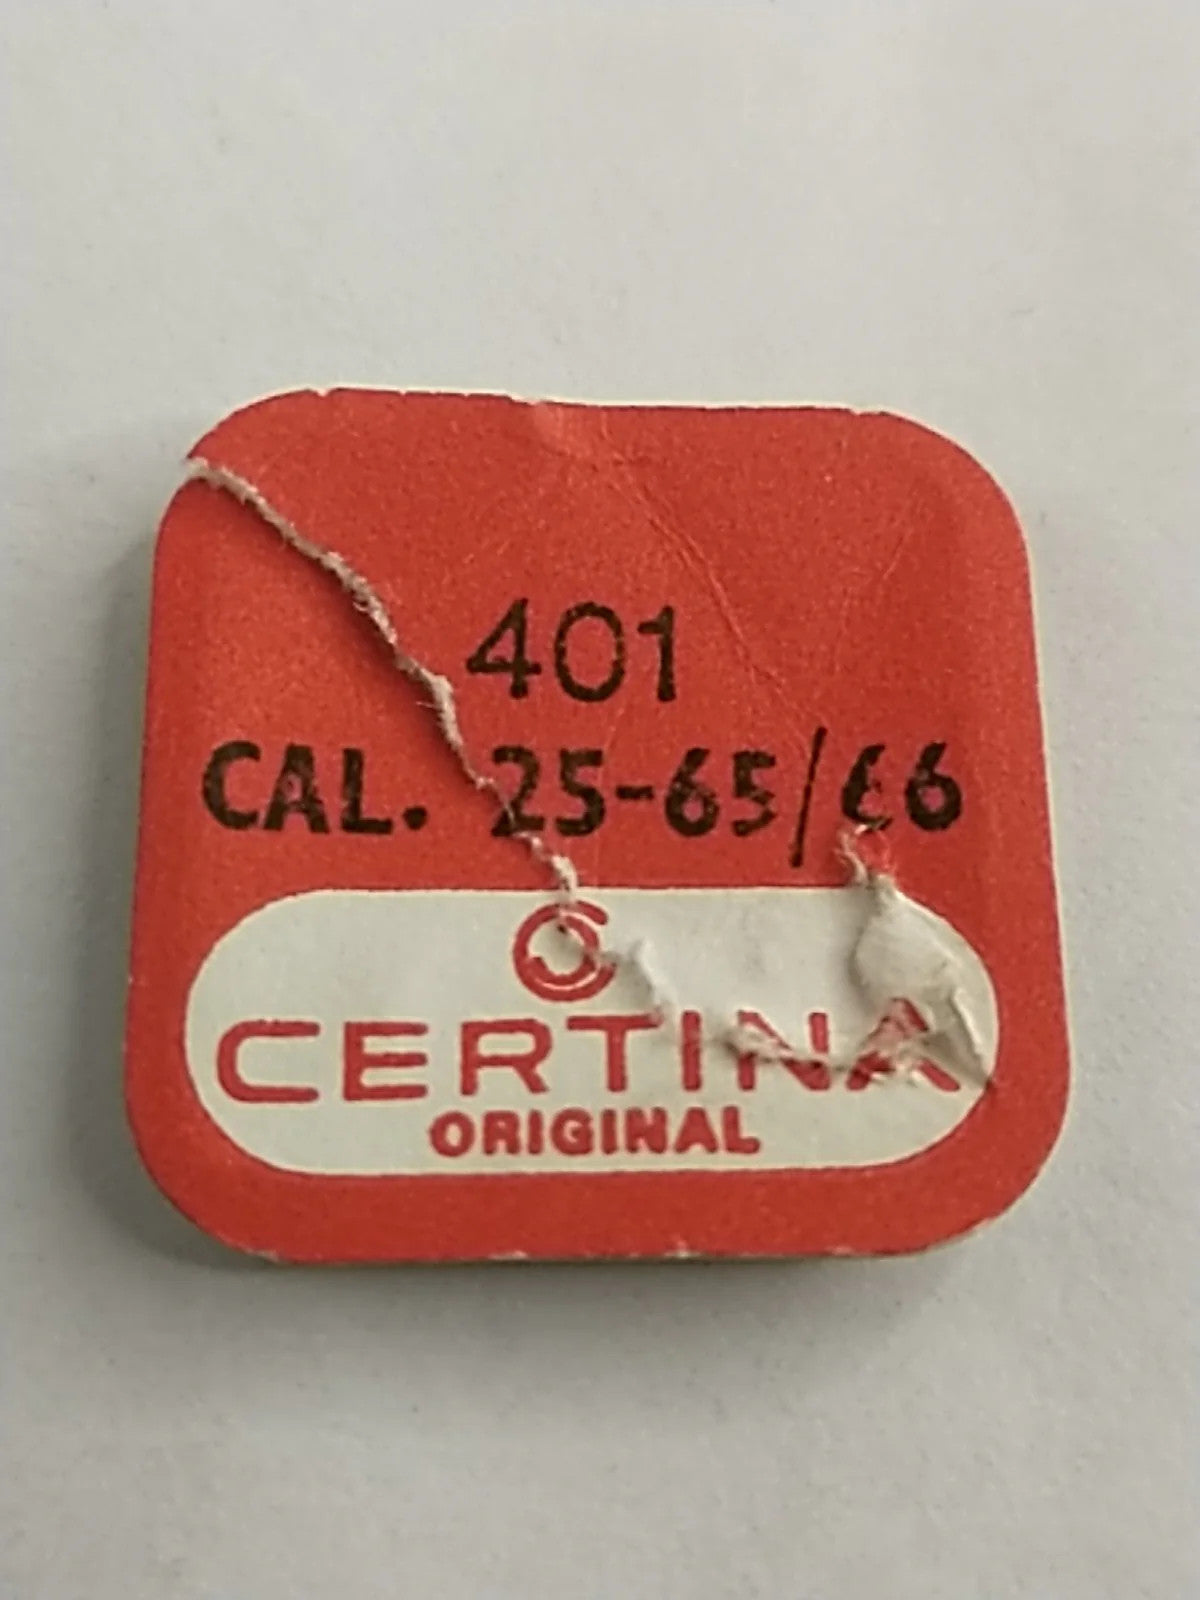 401
CAL. 25-65/66
CERTINA
ORIGINAL